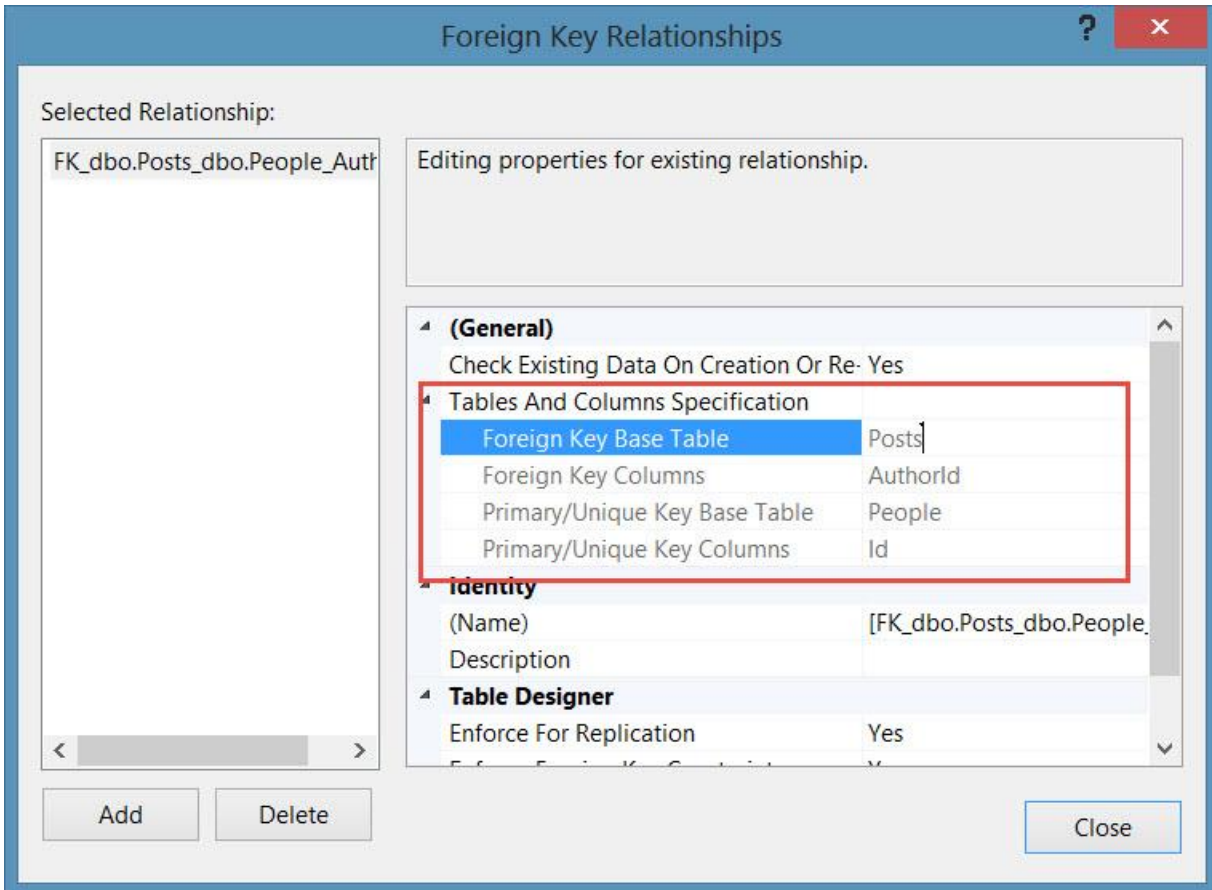 Foreign Key Relationships
?
Selected Relationship:
FK_dbo.Posts_dbo.People_Auth
Editing properties for existing relationship.
(General)
Check Existing Data On Creation Or Re- Yes
Tables And Columns Specification
Foreign Key Base Table Posts
Foreign Key Columns AuthorId
Primary/Unique Key Base Table People
Primary/Unique Key Columns Id
Identity
(Name) [FK_dbo.Posts_dbo.People_
Description
Table Designer
Enforce For Replication Yes
Add Delete
Close